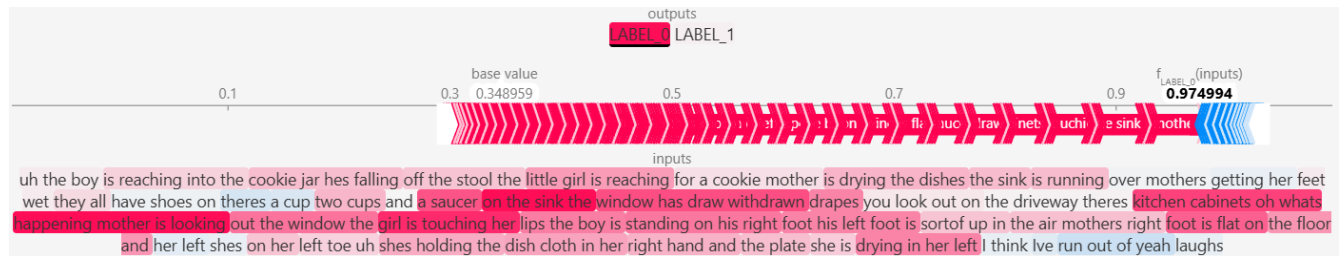 outputs
LABEL_0 LABEL_1
base value
f LABEL_0 (inputs)
0.1 0.3 0.348959 0.5 0.7 0.9 0.974994
inputs
uh the boy is reaching into the cookie jar hes falling off the stool the little girl is reaching for a cookie mother is drying the dishes the sink is running over mothers getting her feet
wet they all have shoes on theres a cup two cups and a saucer on the sink the window has draw withdrawn drapes you look out on the driveway theres kitchen cabinets oh whats
happening mother is looking out the window the girl is touching her lips the boy is standing on his right foot his left foot is sortof up in the air mothers right foot is flat on the floor
and her left shes on her left toe uh shes holding the dish cloth in her right hand and the plate she is drying in her left I think Ive run out of yeah laughs